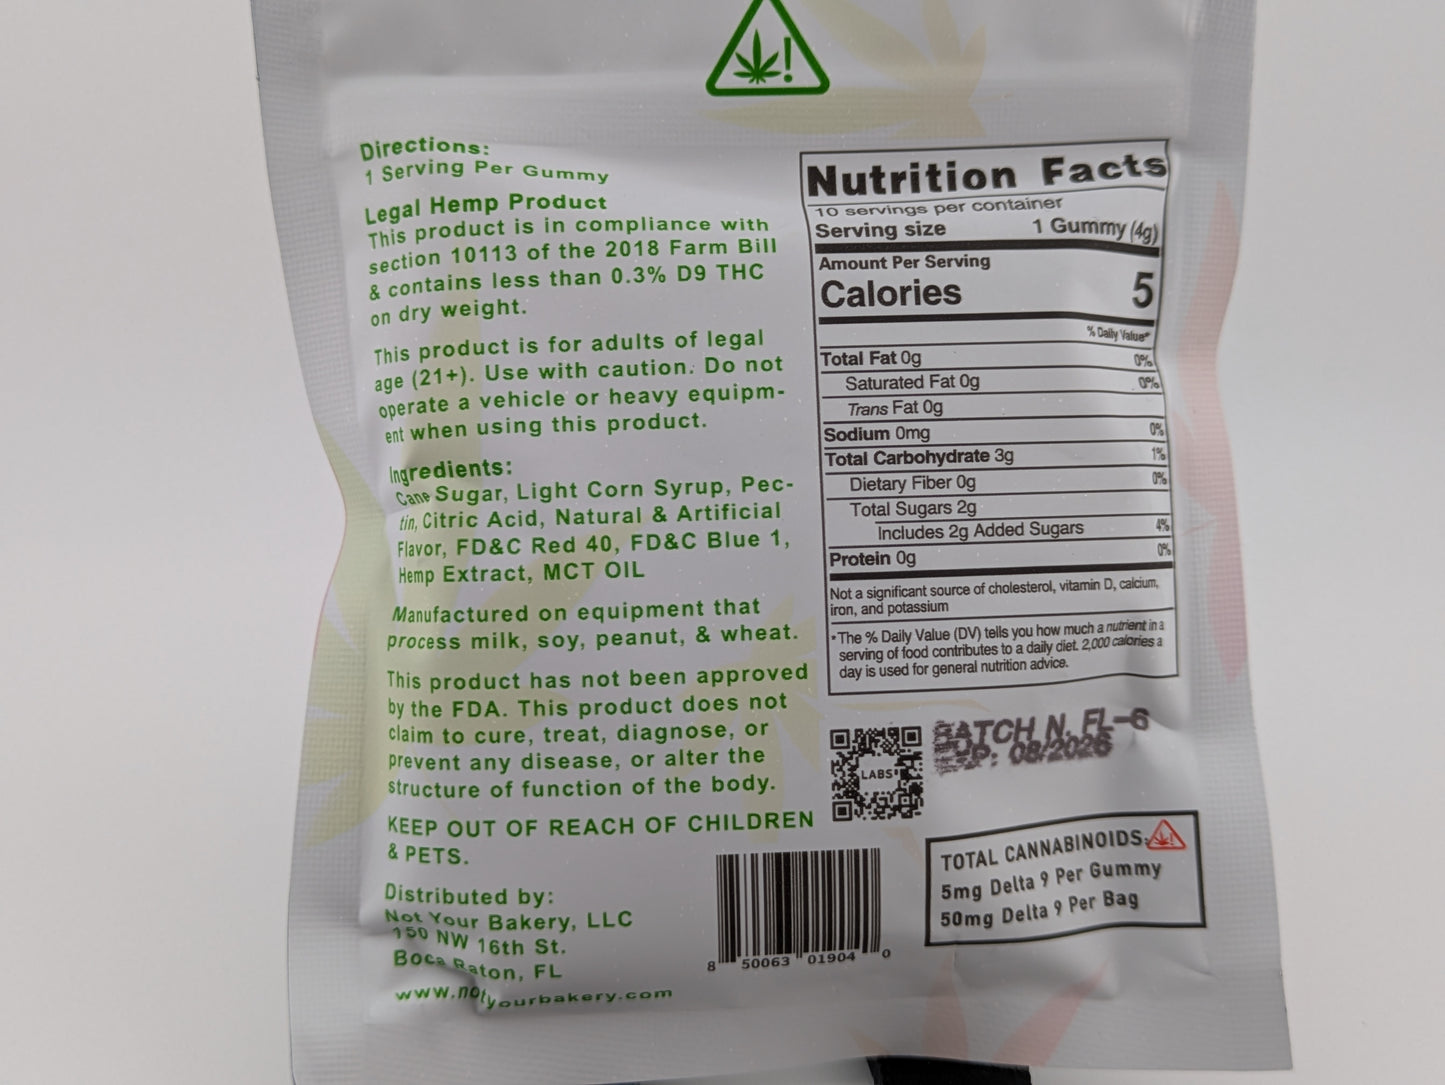 Directions:
1 Serving Per Gummy
Legal Hemp Product
This product is in compliance with
section 10113 of the 2018 Farm Bill
& contains less than 0.3% D9 THC
on dry weight.
This product is for adults of legal
age (21+). Use with caution. Do not
operate a vehicle or heavy equipm-
ent when using this product.
Ingredients:
Cane Sugar, Light Corn Syrup, Pec-
tin, Citric Acid, Natural & Artificial
Flavor, FD&C Red 40, FD&C Blue 1,
Hemp Extract, MCT OIL
Manufactured on equipment that
process milk, soy, peanut, & wheat.
This product has not been approved
by the FDA. This product does not
claim to cure, treat, diagnose, or
prevent any disease, or alter the
structure of function of the body.
KEEP OUT OF REACH OF CHILDREN
& PETS.
Distributed by:
Not Your Bakery, LLC
150 NW 16th St.
Boca Raton, FL
www.notyourbakery.com
Nutrition Facts
10 servings per container
Serving size 1 Gummy (4g)
Amount Per Serving
Calories 5
% Daily Value*
Total Fat 0g 0%
Saturated Fat 0g 0%
Trans Fat 0g
Sodium 0mg 0%
Total Carbohydrate 3g 1%
Dietary Fiber 0g 0%
Total Sugars 2g
Includes 2g Added Sugars 4%
Protein 0g 0%
Not a significant source of cholesterol, vitamin D, calcium,
iron, and potassium
*The % Daily Value (DV) tells you how much a nutrient in a
serving of food contributes to a daily diet. 2,000 calories a
day is used for general nutrition advice.
LABS
BATCH N. FL-6
EXP: 08/2026
TOTAL CANNABINOIDS:
5mg Delta 9 Per Gummy
50mg Delta 9 Per Bag
8 50063 01904 0